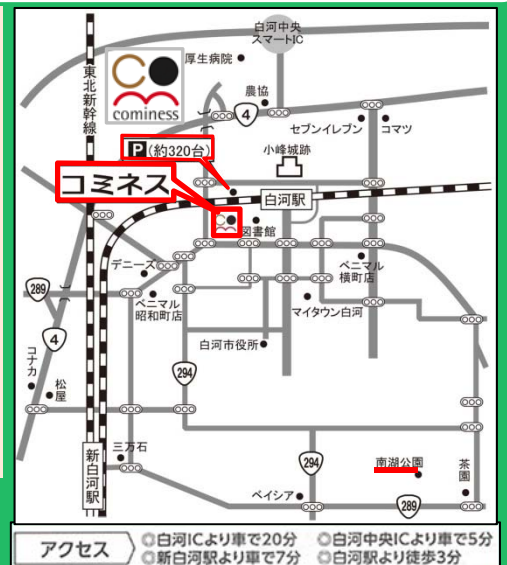 白河中央
スマートIC
厚生病院
東北新幹線
cominess
農協
4
セブンイレブン
コマツ
P(約320台)
小峰城跡
コミネス
白河駅
図書館
デニーズ
ベニマル
横町店
289
ベニマル
昭和町店
マイタウン白河
4
白河市役所
コナカ
松屋
294
三万石
新白河駅
294
南湖公園
茶園
ベイシア
289
アクセス
◎白河ICより車で20分
◎白河中央ICより車で5分
◎新白河駅より車で7分
◎白河駅より徒歩3分